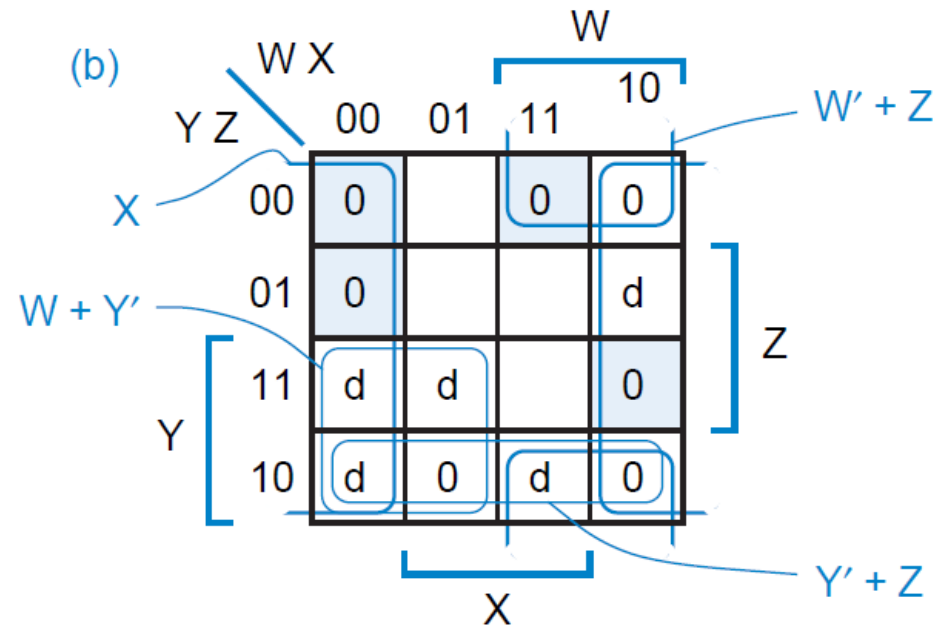 (b)
W
W X
Y Z
00 01 11 10
W′ + Z
X
00 0 0 0
01 0 d
W + Y′
Z
11 d d 0
Y
10 d 0 d 0
X
Y′ + Z